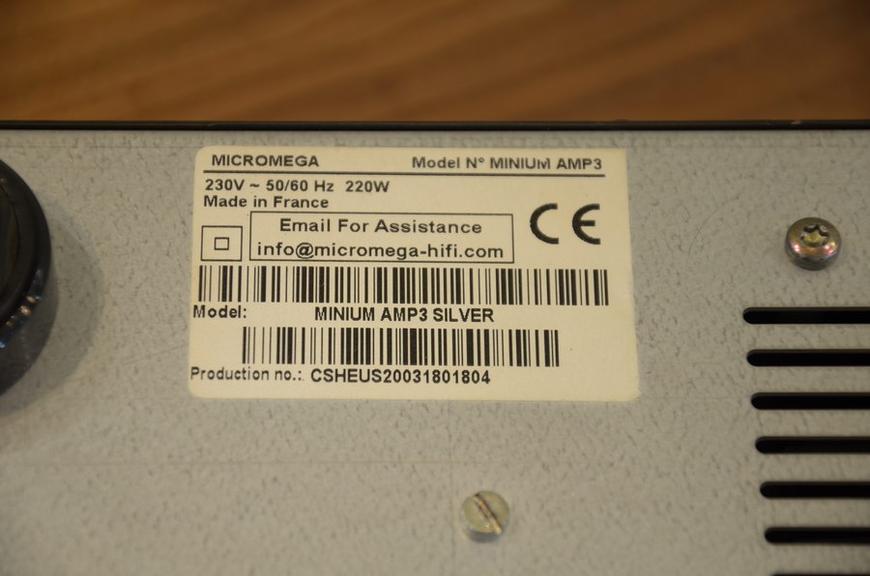 MICROMEGA Model N° MINIUM AMP3
230V ~ 50/60 Hz 220W
Made in France
Email For Assistance
info@micromega-hifi.com
CE
Model: MINIUM AMP3 SILVER
Production no.: CSHEUS20031801804